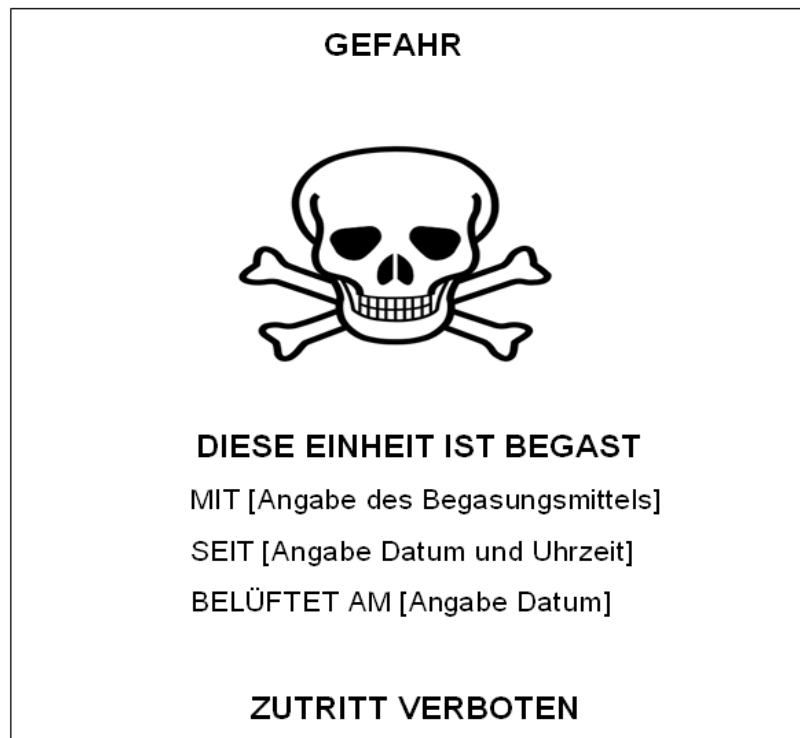 GEFAHR
DIESE EINHEIT IST BEGAST
MIT [Angabe des Begasungsmittels]
SEIT [Angabe Datum und Uhrzeit]
BELÜFTET AM [Angabe Datum]
ZUTRITT VERBOTEN